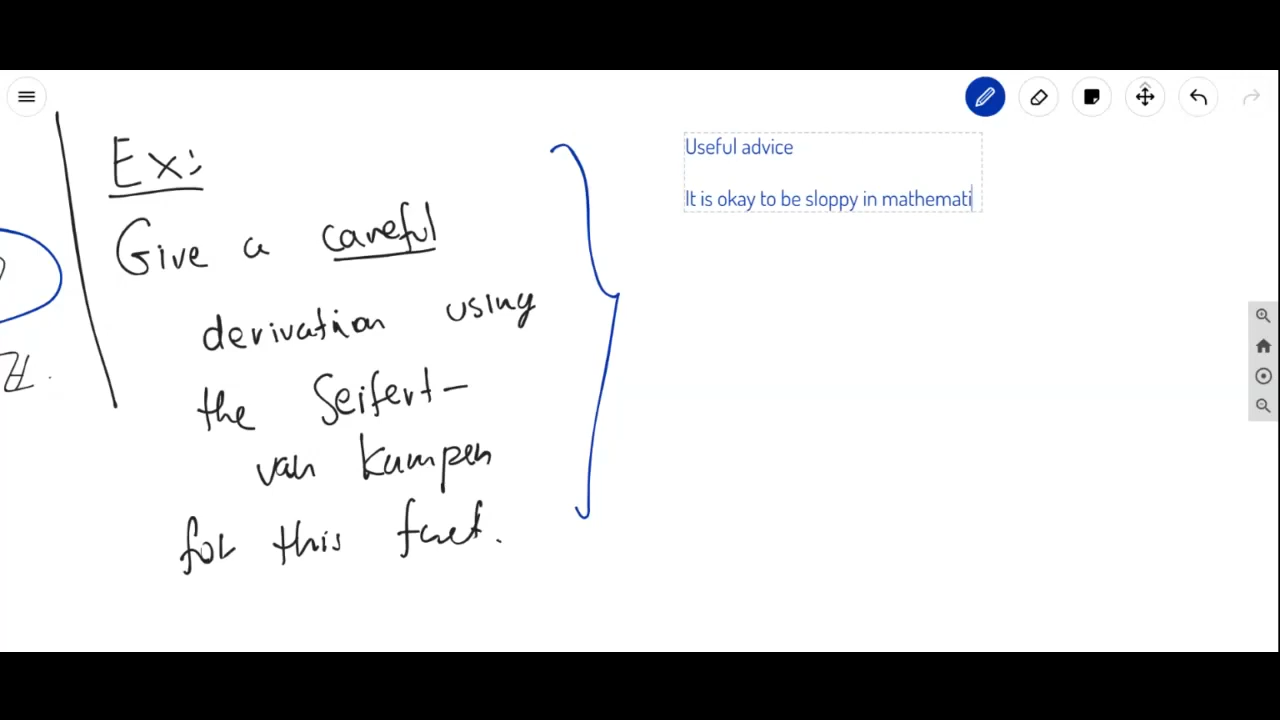 Ex:
Give a careful
derivation using
the Seifert-
van Kampen
for this fact.
Z.
Useful advice
It is okay to be sloppy in mathemati